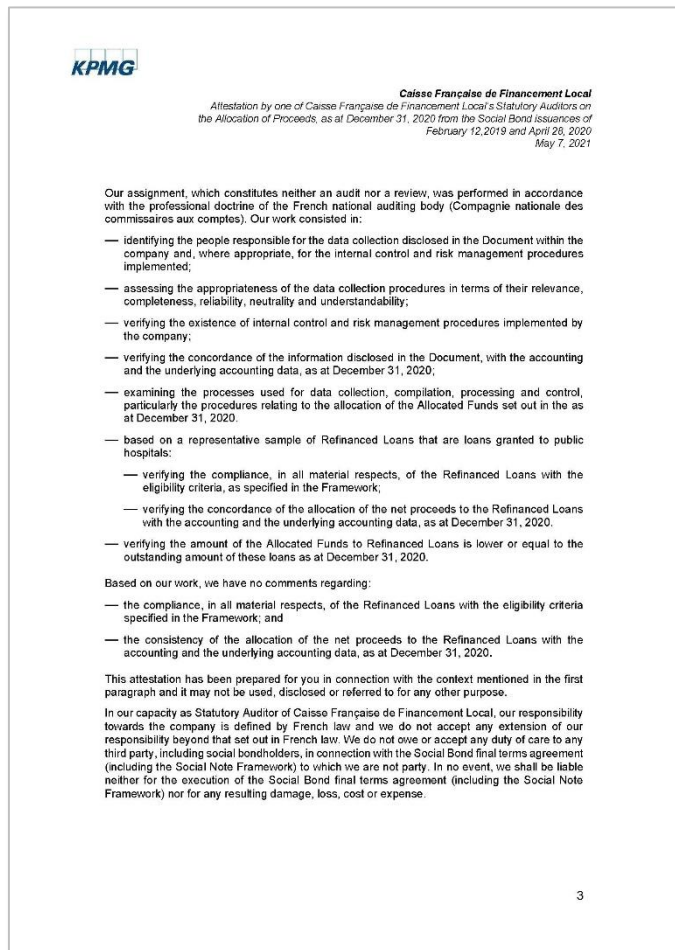 KPMG
Caisse Française de Financement Local
Attestation by one of Caisse Française de Financement Local's Statutory Auditors on
the Allocation of Proceeds, as at December 31, 2020 from the Social Bond issuances of
February 12,2019 and April 28, 2020
May 7, 2021
Our assignment, which constitutes neither an audit nor a review, was performed in accordance
with the professional doctrine of the French national auditing body (Compagnie nationale des
commissaires aux comptes). Our work consisted in:
— identifying the people responsible for the data collection disclosed in the Document within the
company and, where appropriate, for the internal control and risk management procedures
implemented;
— assessing the appropriateness of the data collection procedures in terms of their relevance,
completeness, reliability, neutrality and understandability;
— verifying the existence of internal control and risk management procedures implemented by
the company;
— verifying the concordance of the information disclosed in the Document, with the accounting
and the underlying accounting data, as at December 31, 2020;
— examining the processes used for data collection, compilation, processing and control,
particularly the procedures relating to the allocation of the Allocated Funds set out in the as
at December 31, 2020.
— based on a representative sample of Refinanced Loans that are loans granted to public
hospitals:
— verifying the compliance, in all material respects, of the Refinanced Loans with the
eligibility criteria, as specified in the Framework;
— verifying the concordance of the allocation of the net proceeds to the Refinanced Loans
with the accounting and the underlying accounting data, as at December 31, 2020.
— verifying the amount of the Allocated Funds to Refinanced Loans is lower or equal to the
outstanding amount of these loans as at December 31, 2020.
Based on our work, we have no comments regarding:
— the compliance, in all material respects, of the Refinanced Loans with the eligibility criteria
specified in the Framework; and
— the consistency of the allocation of the net proceeds to the Refinanced Loans with the
accounting and the underlying accounting data, as at December 31, 2020.
This attestation has been prepared for you in connection with the context mentioned in the first
paragraph and it may not be used, disclosed or referred to for any other purpose.
In our capacity as Statutory Auditor of Caisse Française de Financement Local, our responsibility
towards the company is defined by French law and we do not accept any extension of our
responsibility beyond that set out in French law. We do not owe or accept any duty of care to any
third party, including social bondholders, in connection with the Social Bond final terms agreement
(including the Social Note Framework) to which we are not party. In no event, we shall be liable
neither for the execution of the Social Bond final terms agreement (including the Social Note
Framework) nor for any resulting damage, loss, cost or expense.
3